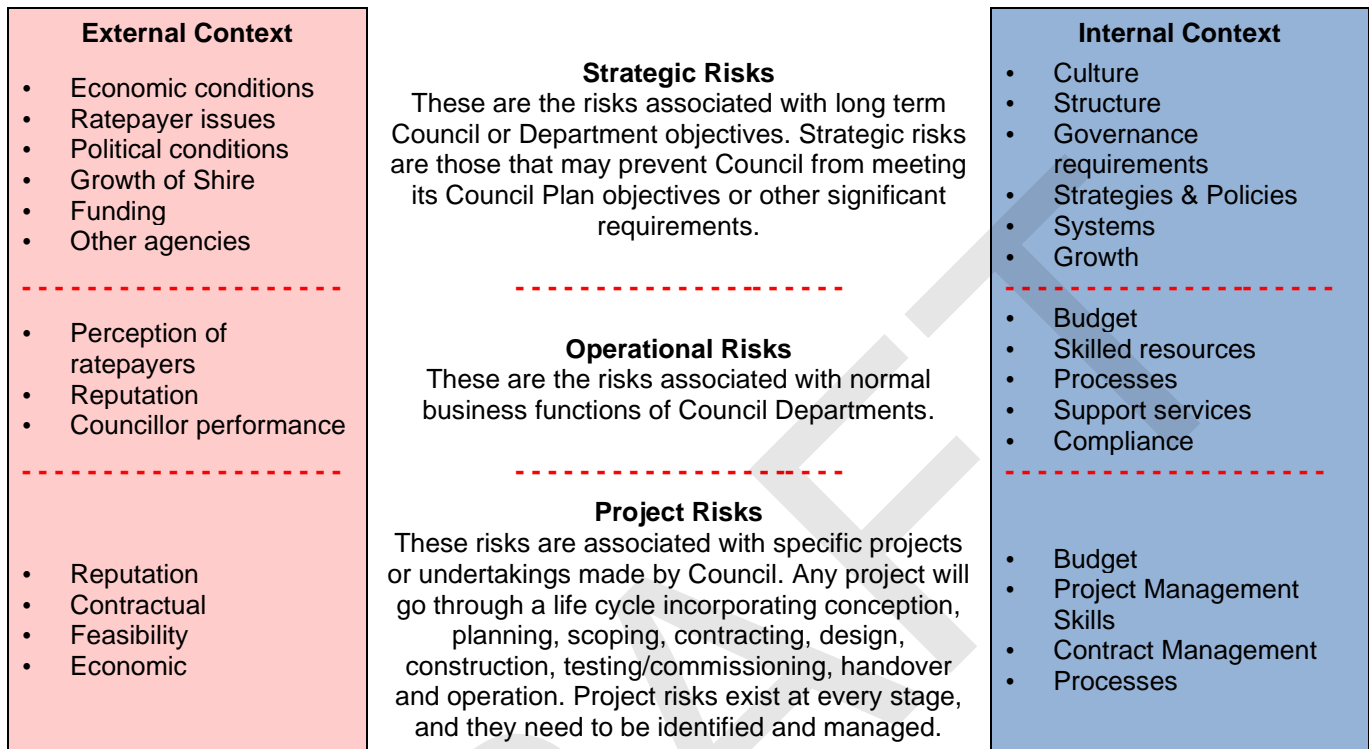 External Context
• Economic conditions
• Ratepayer issues
• Political conditions
• Growth of Shire
• Funding
• Other agencies
• Perception of
ratepayers
• Reputation
• Councillor performance
• Reputation
• Contractual
• Feasibility
• Economic
Strategic Risks
These are the risks associated with long term
Council or Department objectives. Strategic risks
are those that may prevent Council from meeting
its Council Plan objectives or other significant
requirements.
Operational Risks
These are the risks associated with normal
business functions of Council Departments.
Project Risks
These risks are associated with specific projects
or undertakings made by Council. Any project will
go through a life cycle incorporating conception,
planning, scoping, contracting, design,
construction, testing/commissioning, handover
and operation. Project risks exist at every stage,
and they need to be identified and managed.
Internal Context
• Culture
• Structure
• Governance
requirements
• Strategies & Policies
• Systems
• Growth
• Budget
• Skilled resources
• Processes
• Support services
• Compliance
• Budget
• Project Management
Skills
• Contract Management
• Processes